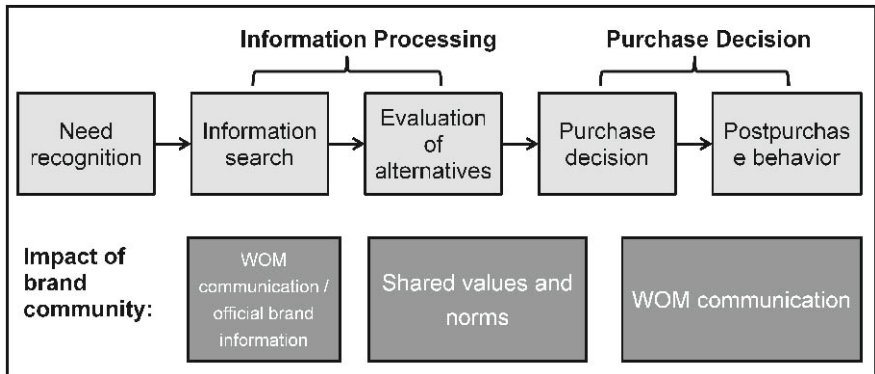 Information Processing
Purchase Decision
Need
recognition
Information
search
Evaluation
of
alternatives
Purchase
decision
Postpurchas
e behavior
Impact of
brand
community:
WOM
communication /
official brand
information
Shared values and
norms
WOM communication